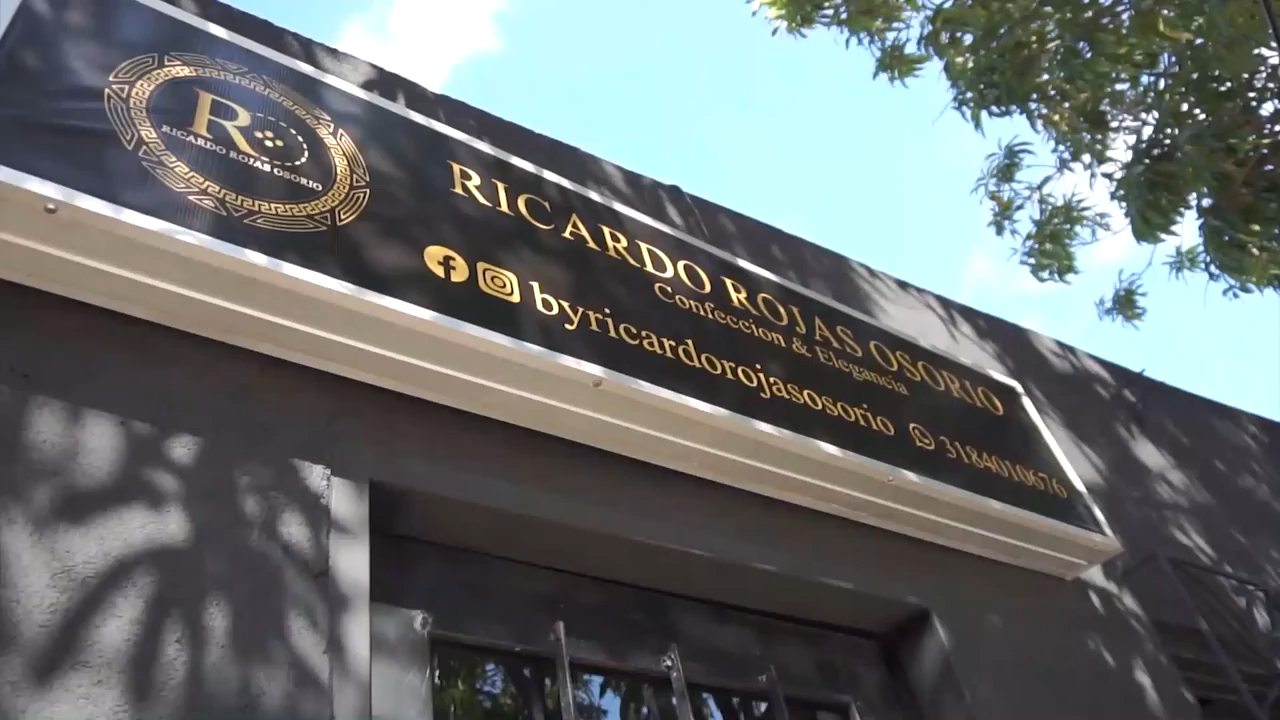 R
RICARDO ROJAS OSORIO
RICARDO ROJAS OSORIO
Confeccion & Elegancia
byricardorojasosorio
3184010676